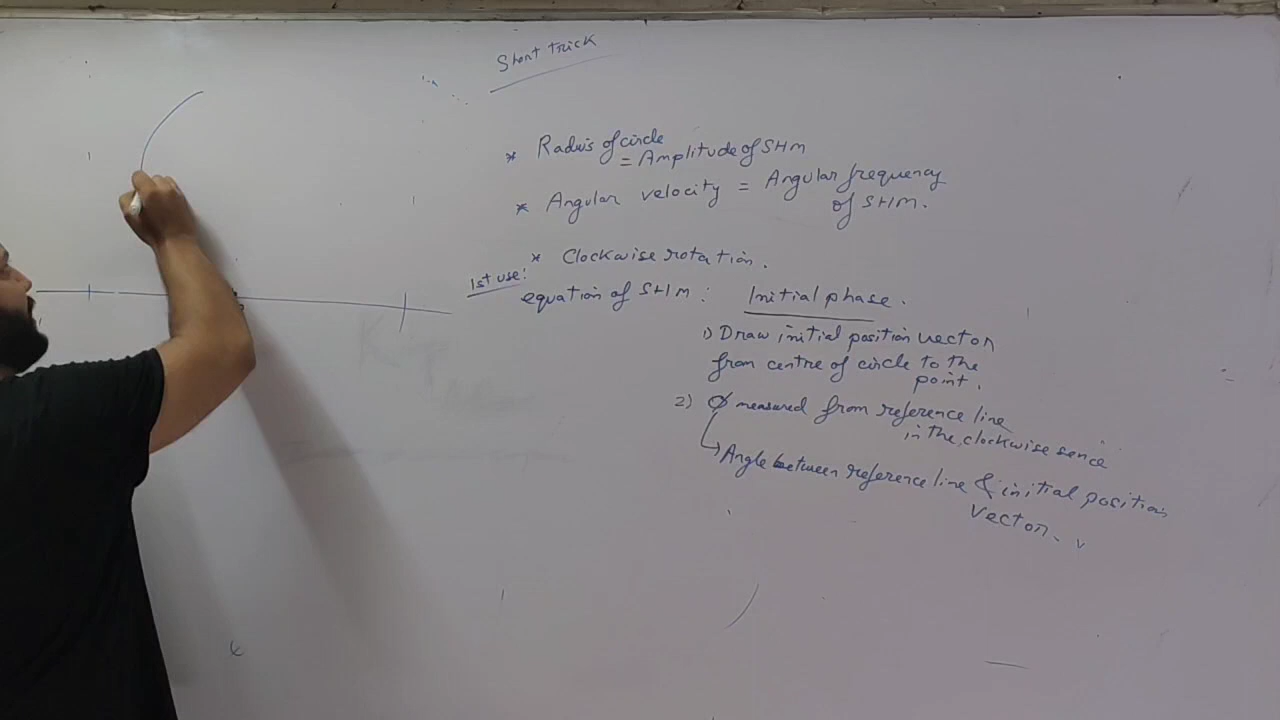 Short trick
* Radius of circle
= Amplitude of SHM
* Angular velocity = Angular frequency
of SHM.
* Clockwise rotation.
1st use:
equation of SHM: Initial phase.
1) Draw initial position vector
from centre of circle to the
point.
2) Ø measured from reference line
in the clockwise sence
↳ Angle between reference line & initial position
vector.